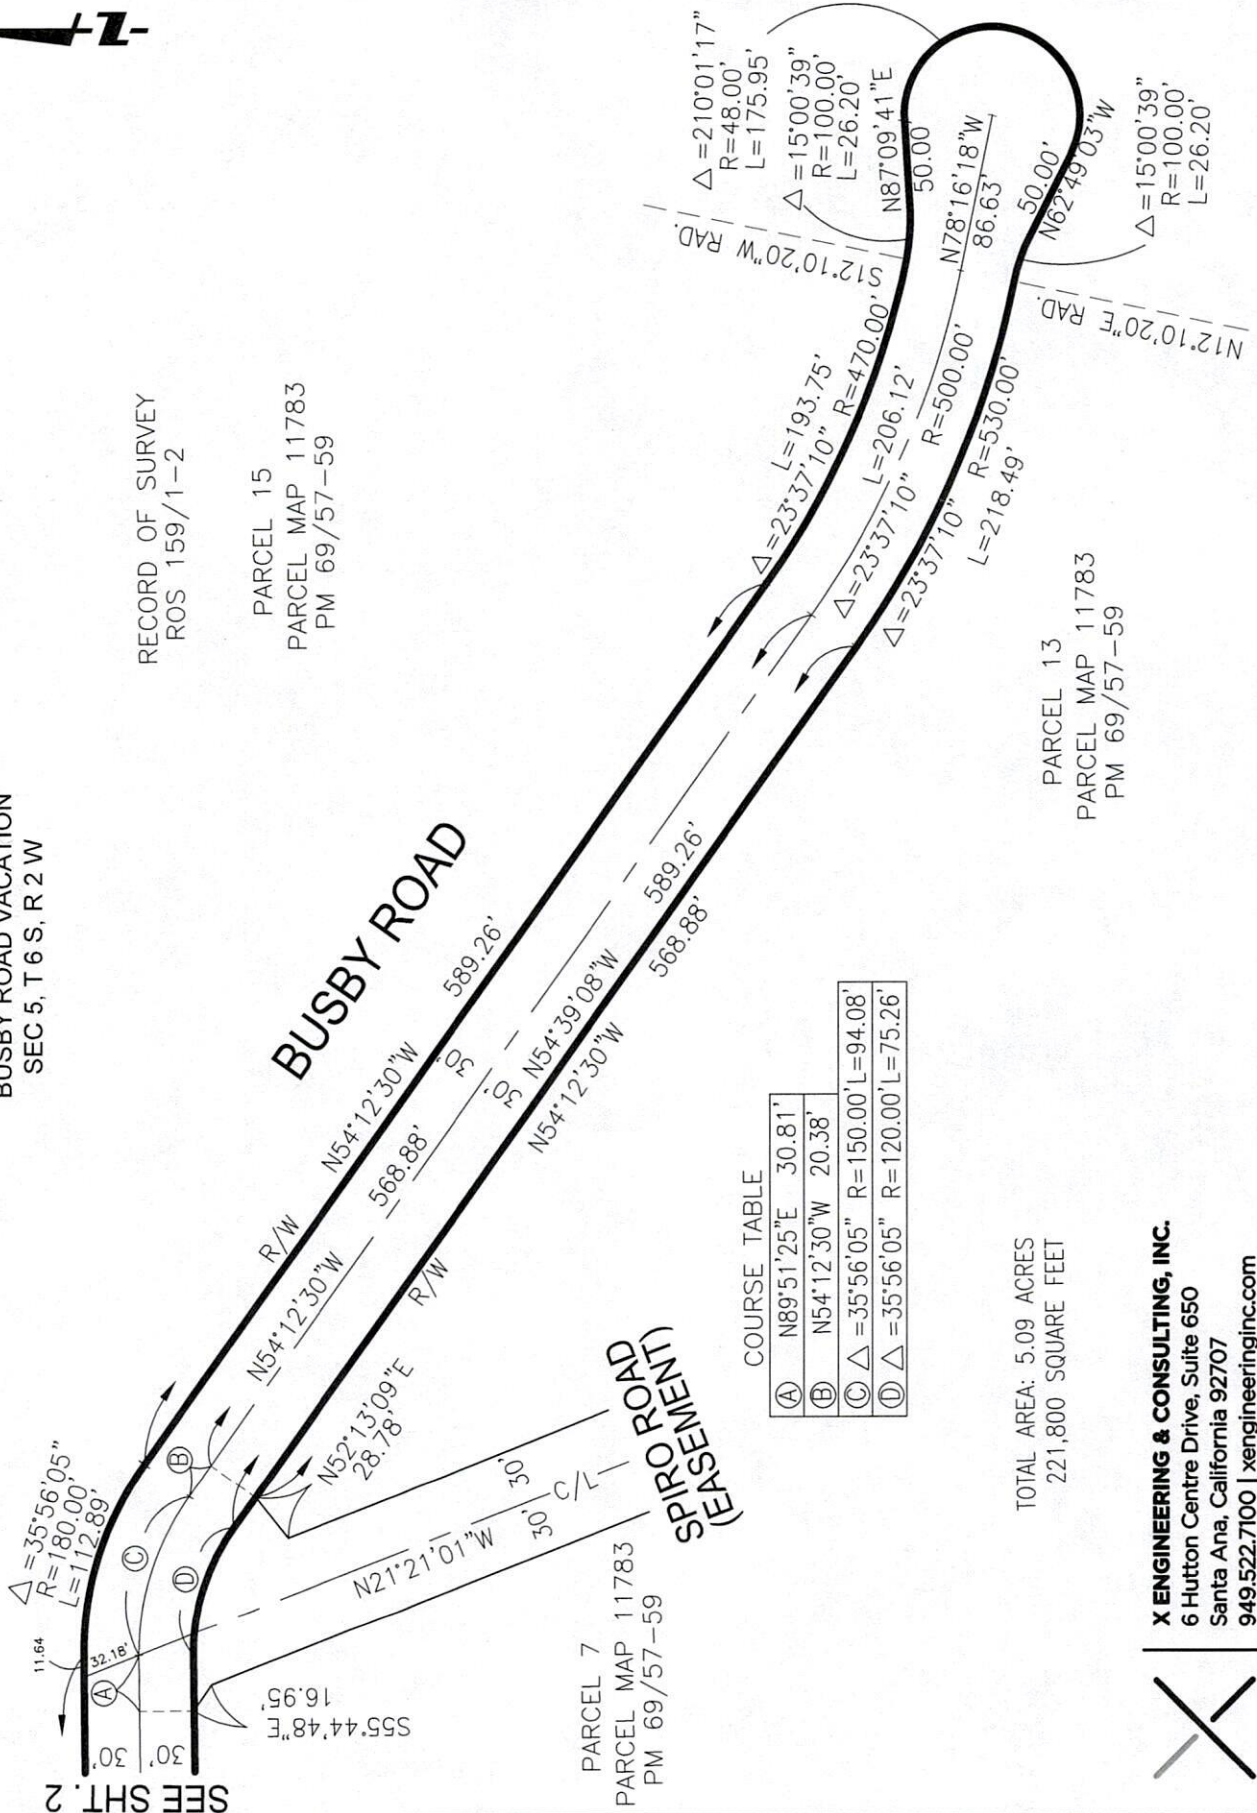 -Z-
BUSBY ROAD VACATION
SEC 5, T 6 S, R 2 W
RECORD OF SURVEY
ROS 159/1-2
PARCEL 15
PARCEL MAP 11783
PM 69/57-59
△=210°01'17"
R=48.00'
L=175.95'
△=15°00'39"
R=100.00'
L=26.20'
N87°09'41"E
50.00'
S12°10'20"W RAD.
N78°16'18"W
86.63'
50.00'
N62°49'03"W
△=15°00'39"
R=100.00'
L=26.20'
N12°10'20"E RAD.
L=193.75'
△=23°37'10" R=470.00'
L=206.12'
△=23°37'10"
R=500.00'
△=23°37'10" R=530.00'
L=218.49'
BUSBY ROAD
589.26'
N54°12'30"W
30'
30'
N54°39'08"W
589.26'
568.88'
N54°12'30"W
568.88'
N54°12'30"W
R/W
R/W
△=35°56'05"
R=180.00'
L=112.89'
11.64
32.18'
A
B
C
D
30'
30'
SEE SHT. 2
N52°13'09"E
28.78'
S55°44'48"E
16.95'
N21°21'01"W
30'
30'
C/L
SPIRO ROAD
(EASEMENT)
PARCEL 7
PARCEL MAP 11783
PM 69/57-59
PARCEL 13
PARCEL MAP 11783
PM 69/57-59
COURSE TABLE
A N89°51'25"E 30.81'
B N54°12'30"W 20.38'
C △=35°56'05" R=150.00' L=94.08'
D △=35°56'05" R=120.00' L=75.26'
TOTAL AREA: 5.09 ACRES
221,800 SQUARE FEET
X ENGINEERING & CONSULTING, INC.
6 Hutton Centre Drive, Suite 650
Santa Ana, California 92707
949.522.7100 | xengineeringinc.com